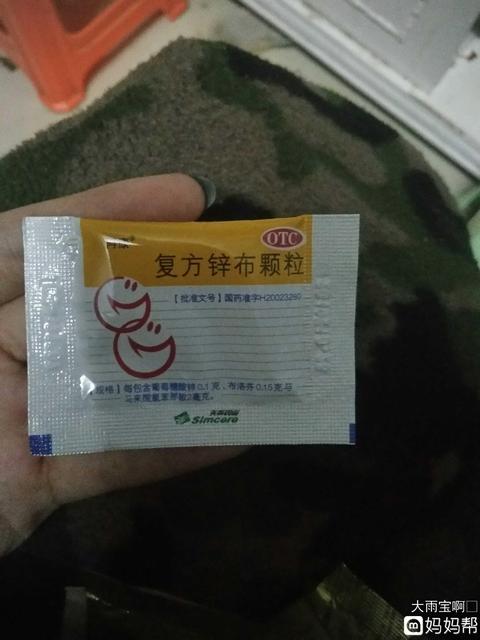 OTC
复方锌布颗粒
【批准文号】国药准字H20023280
【规格】每包含葡萄糖酸锌0.1克、布洛芬0.15克与
马来酸氯苯那敏2毫克。
Simcere
大雨宝啊
妈妈帮